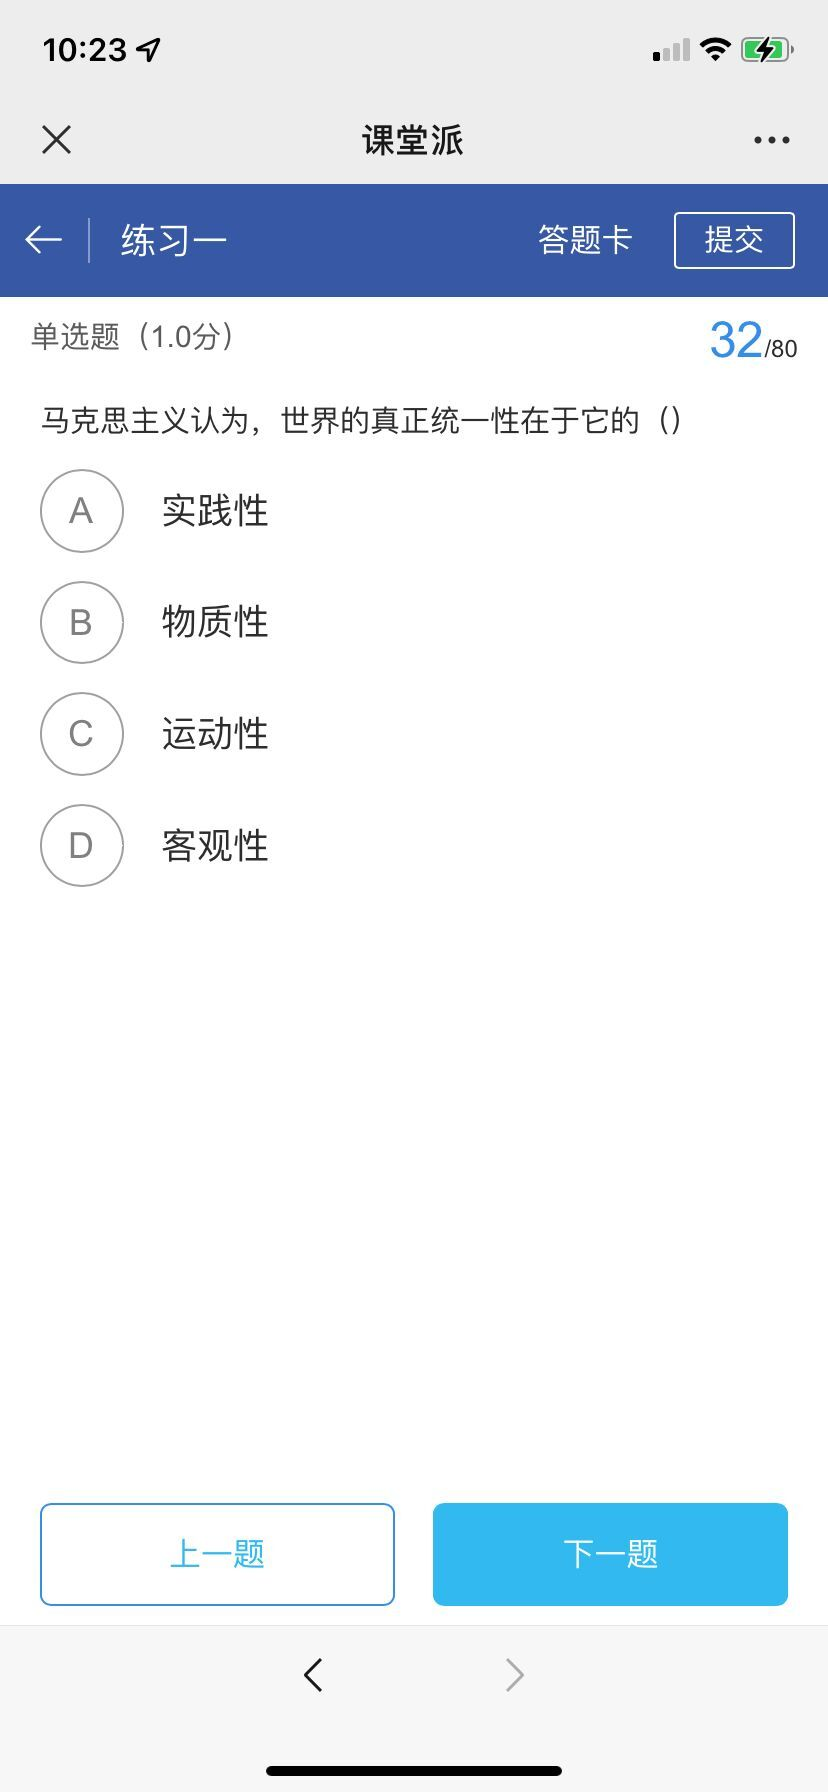 10:23
课堂派
练习一
答题卡
提交
单选题（1.0分）
32/80
马克思主义认为，世界的真正统一性在于它的（）
A 实践性
B 物质性
C 运动性
D 客观性
上一题
下一题